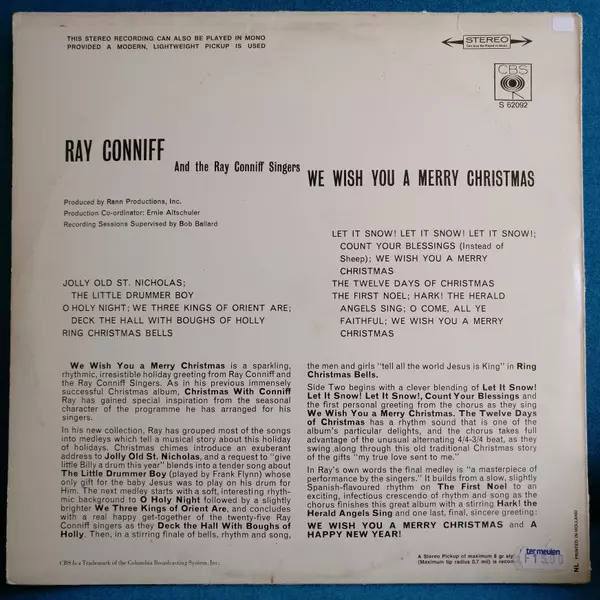 THIS STEREO RECORDING CAN ALSO BE PLAYED IN MONO
PROVIDED A MODERN, LIGHTWEIGHT PICKUP IS USED
STEREO
CBS
S 62092
RAY CONNIFF
And the Ray Conniff Singers
WE WISH YOU A MERRY CHRISTMAS
Produced by Rann Productions, Inc.
Production Co-ordinator: Ernie Altschuler
Recording Sessions Supervised by Bob Ballard
JOLLY OLD ST. NICHOLAS;
THE LITTLE DRUMMER BOY
O HOLY NIGHT; WE THREE KINGS OF ORIENT ARE;
DECK THE HALL WITH BOUGHS OF HOLLY
RING CHRISTMAS BELLS
LET IT SNOW! LET IT SNOW! LET IT SNOW!;
COUNT YOUR BLESSINGS (Instead of
Sheep); WE WISH YOU A MERRY
CHRISTMAS
THE TWELVE DAYS OF CHRISTMAS
THE FIRST NOEL; HARK! THE HERALD
ANGELS SING; O COME, ALL YE
FAITHFUL; WE WISH YOU A MERRY
CHRISTMAS
We Wish You a Merry Christmas is a sparkling,
rhythmic, irresistible holiday greeting from Ray Conniff and
the Ray Conniff Singers. As in his previous immensely
successful Christmas album, Christmas With Conniff
Ray has gained special inspiration from the seasonal
character of the programme he has arranged for his
singers.
In his new collection, Ray has grouped most of the songs
into medleys which tell a musical story about this holiday
of holidays. Christmas chimes introduce an exuberant
address to Jolly Old St. Nicholas, and a request to "give
little Billy a drum this year" blends into a tender song about
The Little Drummer Boy (played by Frank Flynn) whose
only gift for the baby Jesus was to play on his drum for
Him. The next medley starts with a soft, interesting rhyth-
mic background to O Holy Night followed by a slightly
brighter We Three Kings of Orient Are, and concludes
with a real happy get-together of the twenty-five Ray
Conniff singers as they Deck the Hall With Boughs of
Holly. Then, in a stirring finale of bells, rhythm and song,
the men and girls "tell all the world Jesus is King" in Ring
Christmas Bells.
Side Two begins with a clever blending of Let It Snow!
Let It Snow! Let It Snow!, Count Your Blessings and
the first personal greeting from the chorus as they sing
We Wish You a Merry Christmas. The Twelve Days
of Christmas has a rhythm sound that is one of the
album's particular delights, and the chorus takes full
advantage of the unusual alternating 4/4-3/4 beat, as they
swing along through this old traditional Christmas story
of the gifts "my true love sent to me."
In Ray's own words the final medley is "a masterpiece of
performance by the singers." It builds from a slow, slightly
Spanish-flavoured rhythm on The First Noel to an
exciting, infectious crescendo of rhythm and song as the
chorus finishes this great album with a stirring Hark! the
Herald Angels Sing and one last, final, sincere greeting:
WE WISH YOU A MERRY CHRISTMAS and A
HAPPY NEW YEAR!
CBS Is a Trademark of the Columbia Broadcasting System, Inc.
A Stereo Pickup of maximum 6 gr
(Maximum tip radius 0.7 mil) is recom
termeulen
NL PRINTED IN HOLLAND